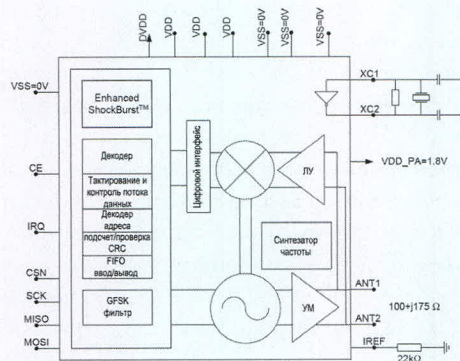 DVDD
VDD
VDD
VDD
VSS=0V
VSS=0V
VSS=0V
VSS=0V
CE
IRQ
CSN
SCK
MISO
MOSI
Enhanced
ShockBurst™
Декодер
Тактирование и
контроль потока
данных
Декодер
адреса
подсчет/проверка
CRC
FIFO
ввод/вывод
GFSK
фильтр
Цифровой интерфейс
ЛУ
Синтезатор
частоты
УМ
XC1
XC2
VDD_PA=1.8V
ANT1
100+j175 Ω
ANT2
IREF
22kΩ